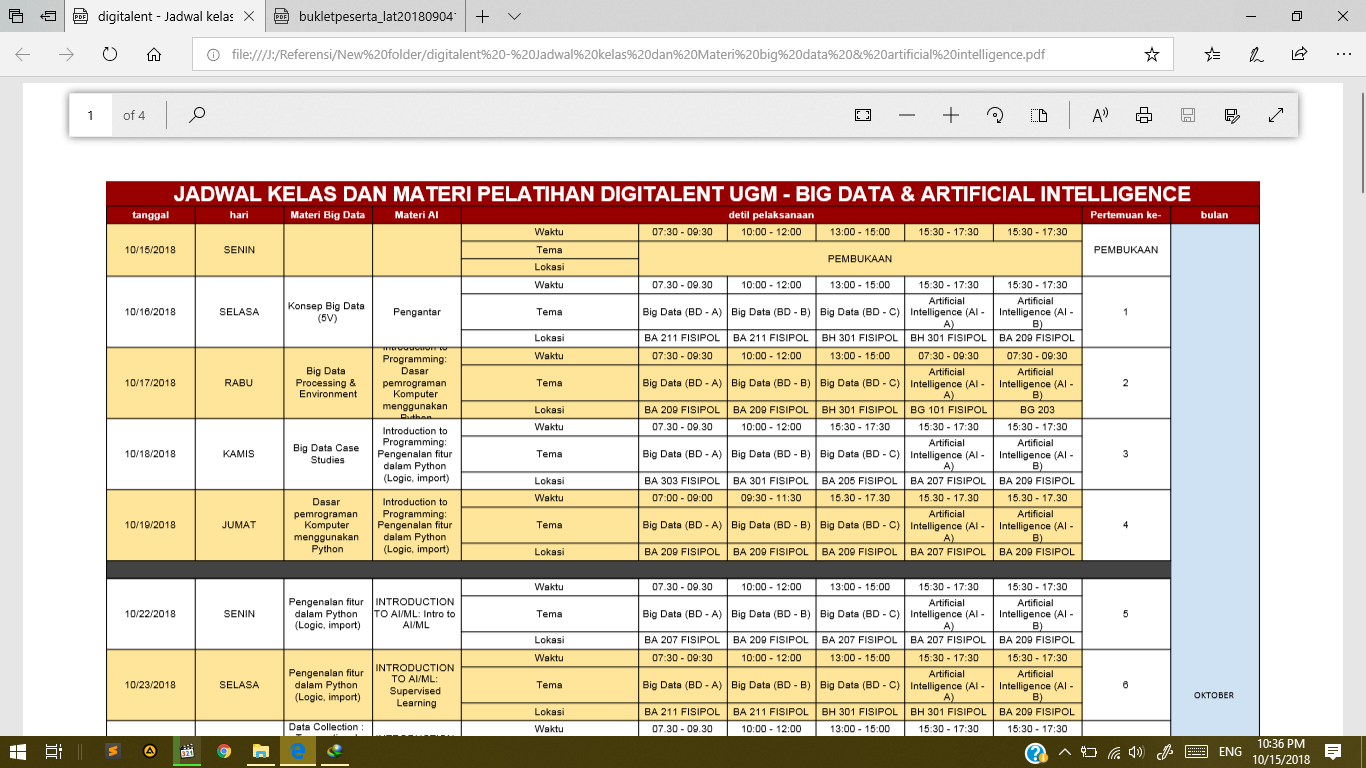 digitalent - Jadwal kelas
bukletpeserta_lat20180904
file:///J:/Referensi/New%20folder/digitalent%20-%20Jadwal%20kelas%20dan%20Materi%20big%20data%20&%20artificial%20intelligence.pdf
1 of 4
JADWAL KELAS DAN MATERI PELATIHAN DIGITALENT UGM - BIG DATA & ARTIFICIAL INTELLIGENCE
tanggal hari Materi Big Data Materi AI detil pelaksanaan Pertemuan ke- bulan
10/15/2018 SENIN
Waktu 07:30 - 09:30 10:00 - 12:00 13:00 - 15:00 15:30 - 17:30 15:30 - 17:30
Tema
Lokasi
PEMBUKAAN
PEMBUKAAN
10/16/2018 SELASA
Konsep Big Data
(5V)
Pengantar
Waktu 07.30 - 09.30 10:00 - 12:00 13:00 - 15:00 15:30 - 17:30 15:30 - 17:30
Tema Big Data (BD - A) Big Data (BD - B) Big Data (BD - C)
Artificial
Intelligence (AI -
A)
Artificial
Intelligence (AI -
B)
Lokasi BA 211 FISIPOL BA 211 FISIPOL BH 301 FISIPOL BH 301 FISIPOL BA 209 FISIPOL
1
10/17/2018 RABU
Big Data
Processing &
Environment
Introduction to
Programming:
Dasar
pemrograman
Komputer
menggunakan
Python
Waktu 07:30 - 09:30 10:00 - 12:00 13:00 - 15:00 07:30 - 09:30 07:30 - 09:30
Tema Big Data (BD - A) Big Data (BD - B) Big Data (BD - C)
Artificial
Intelligence (AI -
A)
Artificial
Intelligence (AI -
B)
Lokasi BA 209 FISIPOL BA 209 FISIPOL BH 301 FISIPOL BG 101 FISIPOL BG 203
2
10/18/2018 KAMIS
Big Data Case
Studies
Introduction to
Programming:
Pengenalan fitur
dalam Python
(Logic, import)
Waktu 07.30 - 09.30 10:00 - 12:00 15:30 - 17:30 15:30 - 17:30 15:30 - 17:30
Tema Big Data (BD - A) Big Data (BD - B) Big Data (BD - C)
Artificial
Intelligence (AI -
A)
Artificial
Intelligence (AI -
B)
Lokasi BA 303 FISIPOL BA 301 FISIPOL BA 205 FISIPOL BA 207 FISIPOL BA 209 FISIPOL
3
10/19/2018 JUMAT
Dasar
pemrograman
Komputer
menggunakan
Python
Introduction to
Programming:
Pengenalan fitur
dalam Python
(Logic, import)
Waktu 07:00 - 09:00 09:30 - 11:30 15.30 - 17.30 15.30 - 17.30 15.30 - 17.30
Tema Big Data (BD - A) Big Data (BD - B) Big Data (BD - C)
Artificial
Intelligence (AI -
A)
Artificial
Intelligence (AI -
B)
Lokasi BA 209 FISIPOL BA 209 FISIPOL BA 209 FISIPOL BA 207 FISIPOL BA 209 FISIPOL
4
10/22/2018 SENIN
Pengenalan fitur
dalam Python
(Logic, import)
INTRODUCTION
TO AI/ML: Intro to
AI/ML
Waktu 07.30 - 09.30 10:00 - 12:00 13:00 - 15:00 15:30 - 17:30 15:30 - 17:30
Tema Big Data (BD - A) Big Data (BD - B) Big Data (BD - C)
Artificial
Intelligence (AI -
A)
Artificial
Intelligence (AI -
B)
Lokasi BA 207 FISIPOL BA 209 FISIPOL BA 207 FISIPOL BA 207 FISIPOL BA 209 FISIPOL
5
10/23/2018 SELASA
Pengenalan fitur
dalam Python
(Logic, import)
INTRODUCTION
TO AI/ML:
Supervised
Learning
Waktu 07:30 - 09:30 10:00 - 12:00 13:00 - 15:00 15:30 - 17:30 15:30 - 17:30
Tema Big Data (BD - A) Big Data (BD - B) Big Data (BD - C)
Artificial
Intelligence (AI -
A)
Artificial
Intelligence (AI -
B)
Lokasi BA 211 FISIPOL BA 211 FISIPOL BH 301 FISIPOL BH 301 FISIPOL BA 209 FISIPOL
6
OKTOBER
Data Collection :
Waktu 07.30 - 09.30 10:00 - 12:00 13:00 - 15:00 15:30 - 17:30 15:30 - 17:30
ENG
10:36 PM
10/15/2018